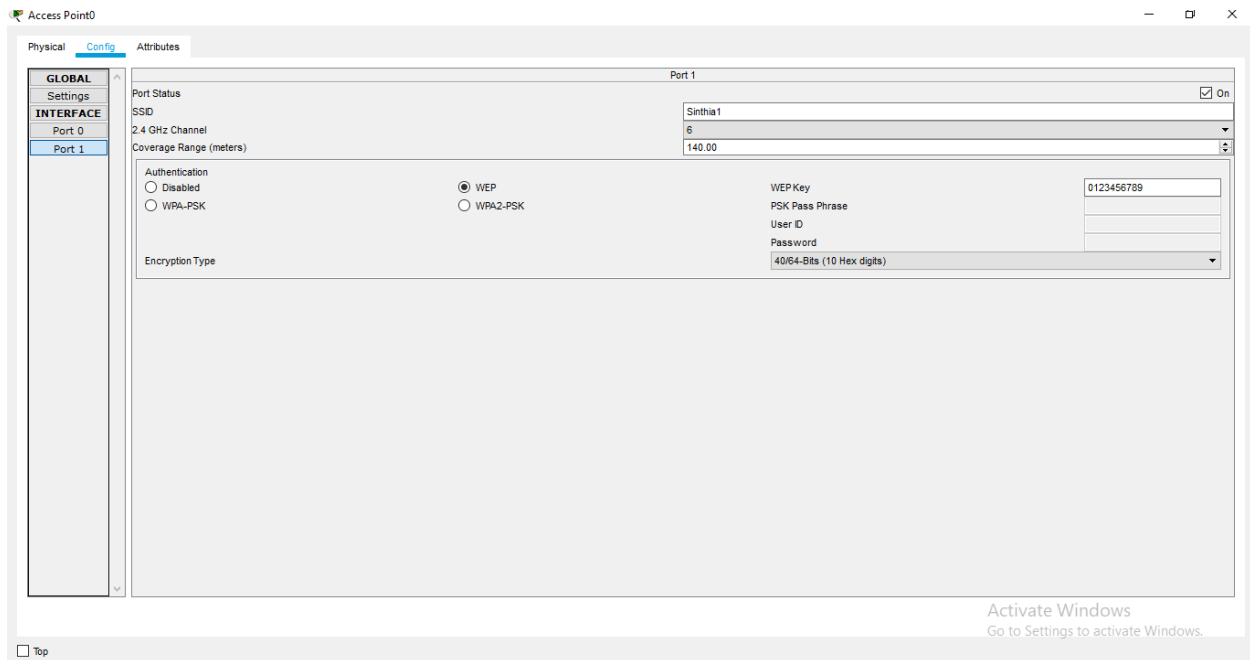 Access Point0
Physical Config Attributes
GLOBAL
Settings
INTERFACE
Port 0
Port 1
Port 1
Port Status On
SSID Sinthia1
2.4 GHz Channel 6
Coverage Range (meters) 140.00
Authentication
Disabled WEP WEP Key 0123456789
WPA-PSK WPA2-PSK PSK Pass Phrase
User ID
Password
Encryption Type 40/64-Bits (10 Hex digits)
Activate Windows
Go to Settings to activate Windows.
Top